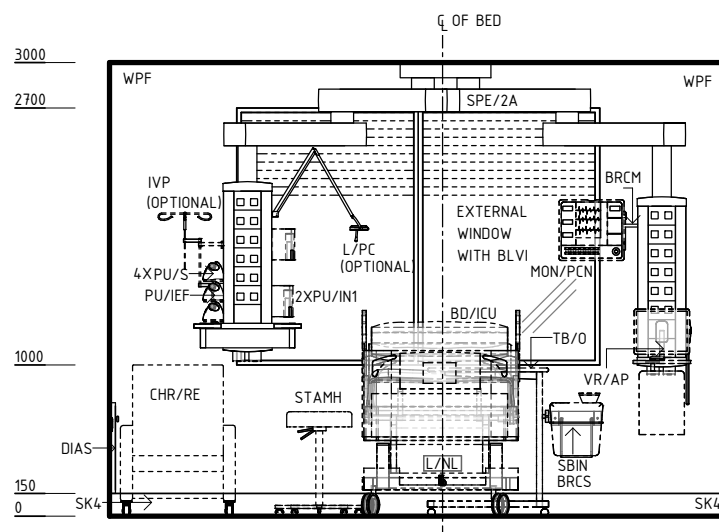 ℄ OF BED
3000
WPF
WPF
2700
SPE/2A
IVP
(OPTIONAL)
BRCM
EXTERNAL
WINDOW
WITH BLVI
L/PC
(OPTIONAL)
4XPU/S
MON/PCN
PU/IEF
2XPU/IN1
BD/ICU
TB/O
1000
VR/AP
CHR/RE
STAMH
DIAS
L/NL
SBIN
BRCS
150
SK4
SK4
0